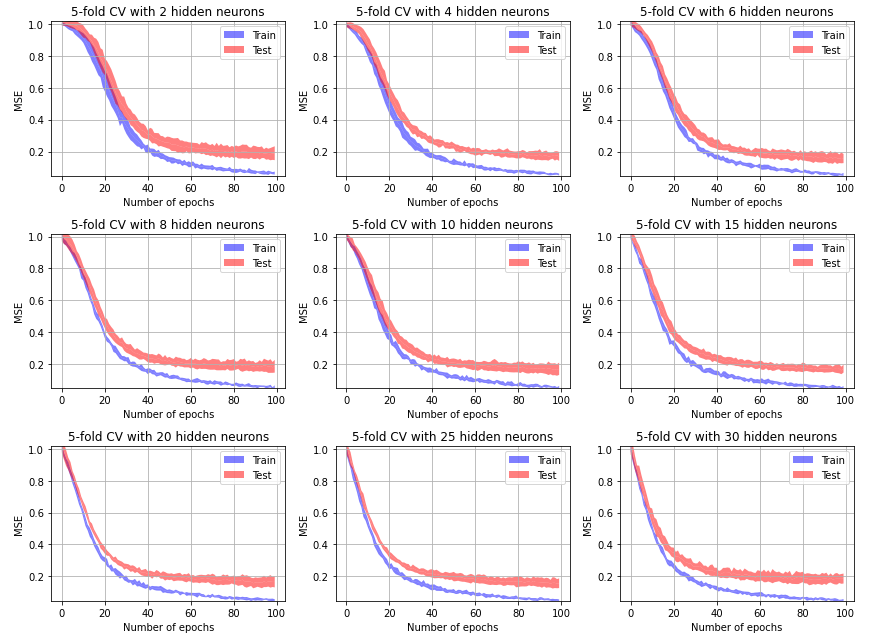 5-fold CV with 2 hidden neurons
1.0
0.8
0.6
0.4
0.2
MSE
Train
Test
0 20 40 60 80 100
Number of epochs
5-fold CV with 4 hidden neurons
1.0
0.8
0.6
0.4
0.2
MSE
Train
Test
0 20 40 60 80 100
Number of epochs
5-fold CV with 6 hidden neurons
1.0
0.8
0.6
0.4
0.2
MSE
Train
Test
0 20 40 60 80 100
Number of epochs
5-fold CV with 8 hidden neurons
1.0
0.8
0.6
0.4
0.2
MSE
Train
Test
0 20 40 60 80 100
Number of epochs
5-fold CV with 10 hidden neurons
1.0
0.8
0.6
0.4
0.2
MSE
Train
Test
0 20 40 60 80 100
Number of epochs
5-fold CV with 15 hidden neurons
1.0
0.8
0.6
0.4
0.2
MSE
Train
Test
0 20 40 60 80 100
Number of epochs
5-fold CV with 20 hidden neurons
1.0
0.8
0.6
0.4
0.2
MSE
Train
Test
0 20 40 60 80 100
Number of epochs
5-fold CV with 25 hidden neurons
1.0
0.8
0.6
0.4
0.2
MSE
Train
Test
0 20 40 60 80 100
Number of epochs
5-fold CV with 30 hidden neurons
1.0
0.8
0.6
0.4
0.2
MSE
Train
Test
0 20 40 60 80 100
Number of epochs